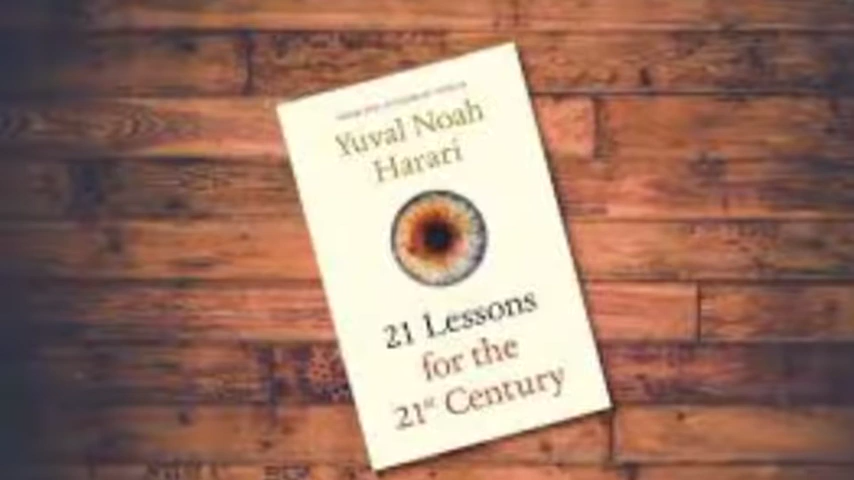 Yuval Noah
Harari
21 Lessons
for the
21st Century